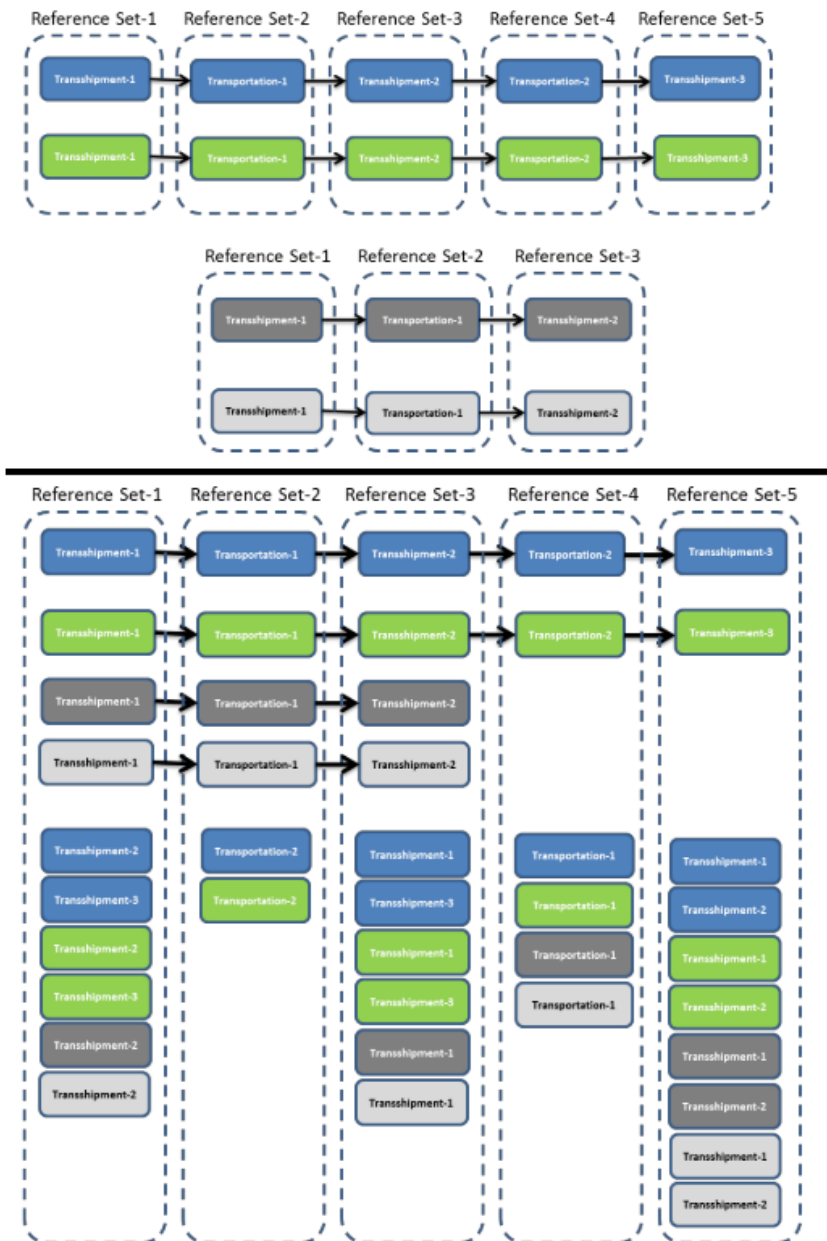 Reference Set-1 Reference Set-2 Reference Set-3 Reference Set-4 Reference Set-5
Transshipment-1 Transportation-1 Transshipment-2 Transportation-2 Transshipment-3
Transshipment-1 Transportation-1 Transshipment-2 Transportation-2 Transshipment-3
Reference Set-1 Reference Set-2 Reference Set-3
Transshipment-1 Transportation-1 Transshipment-2
Transshipment-1 Transportation-1 Transshipment-2
Reference Set-1 Reference Set-2 Reference Set-3 Reference Set-4 Reference Set-5
Transshipment-1 Transportation-1 Transshipment-2 Transportation-2 Transshipment-3
Transshipment-1 Transportation-1 Transshipment-2 Transportation-2 Transshipment-3
Transshipment-1 Transportation-1 Transshipment-2
Transshipment-1 Transportation-1 Transshipment-2
Transshipment-2 Transportation-2 Transshipment-1 Transportation-1 Transshipment-1
Transshipment-3 Transportation-2 Transshipment-3 Transportation-1 Transshipment-2
Transshipment-2 Transshipment-1 Transportation-1 Transshipment-1
Transshipment-3 Transshipment-3 Transportation-1 Transshipment-2
Transshipment-2 Transshipment-1 Transshipment-1
Transshipment-2 Transshipment-1 Transshipment-2
Transshipment-1
Transshipment-2